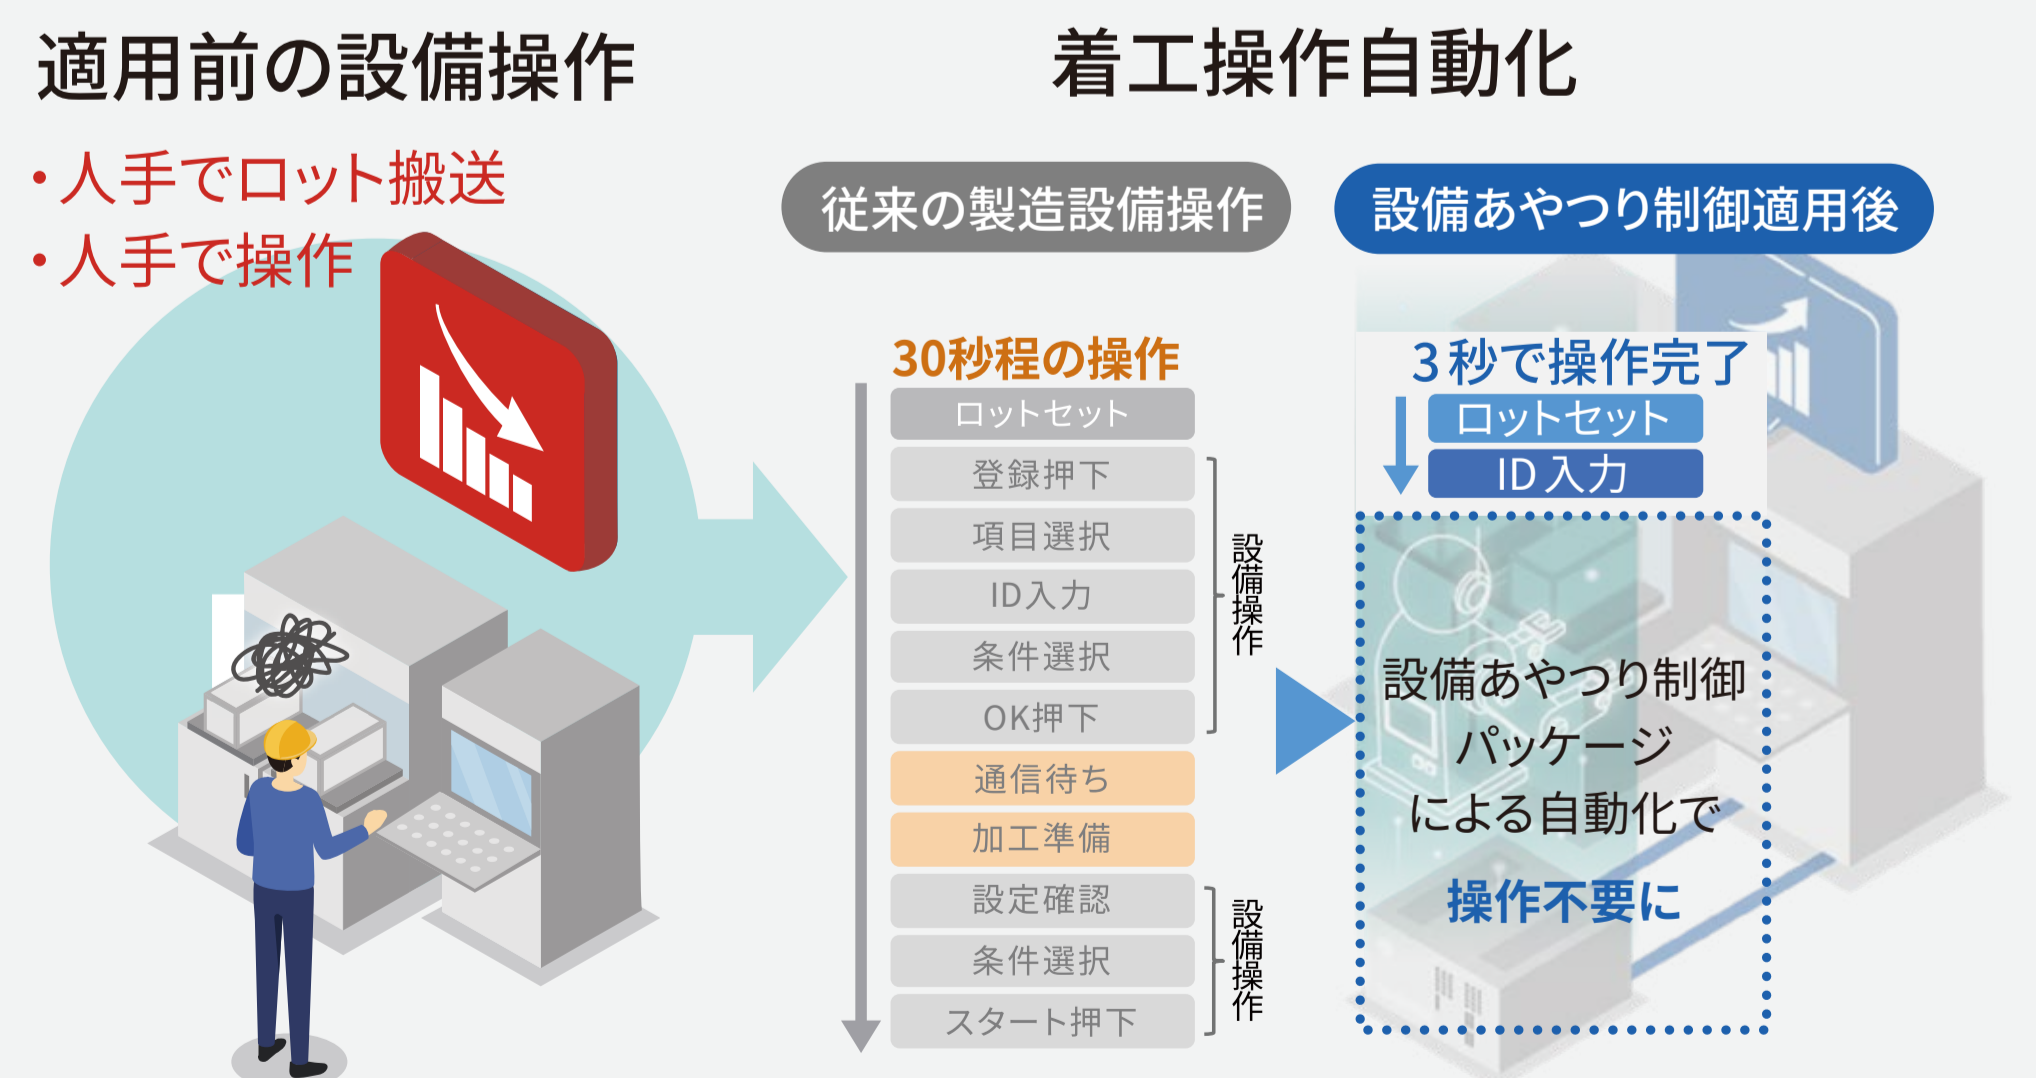 適用前の設備操作
・人手でロット搬送
・人手で操作
着工操作自動化
従来の製造設備操作
30秒程の操作
ロットセット
登録押下
項目選択
ID入力
条件選択
OK押下
設備操作
通信待ち
加工準備
設定確認
条件選択
スタート押下
設備操作
設備あやつり制御適用後
3秒で操作完了
ロットセット
ID入力
設備あやつり制御
パッケージ
による自動化で
操作不要に